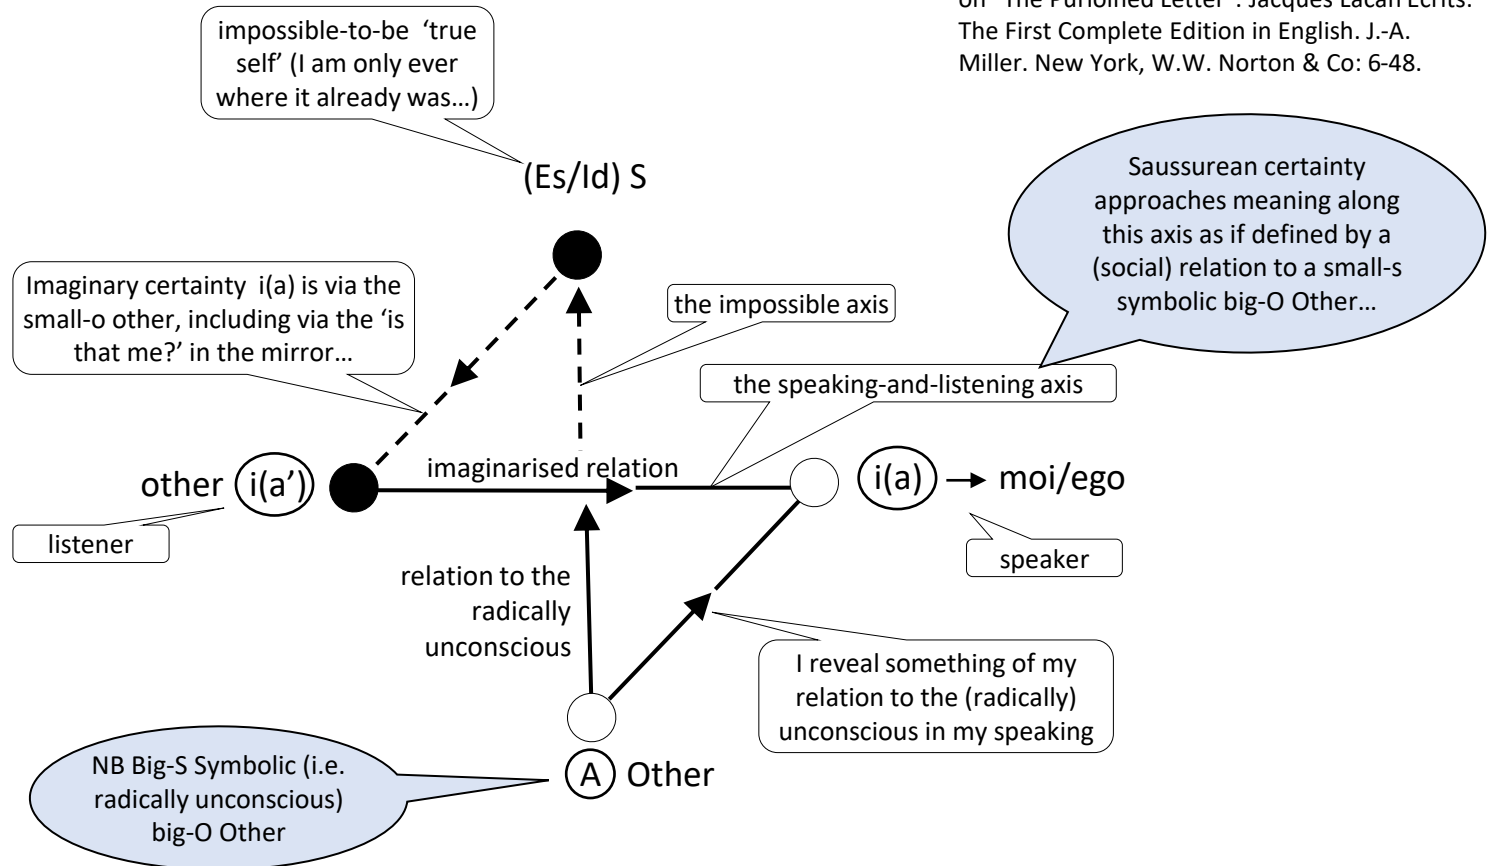 on "The Purloined Letter". Jacques Lacan Ecrits:
The First Complete Edition in English. J.-A.
Miller. New York, W.W. Norton & Co: 6-48.
impossible-to-be ‘true
self’ (I am only ever
where it already was…)
(Es/Id) S
Saussurean certainty
approaches meaning along
this axis as if defined by a
(social) relation to a small-s
symbolic big-O Other…
Imaginary certainty i(a) is via the
small-o other, including via the ‘is
that me?’ in the mirror…
the impossible axis
the speaking-and-listening axis
imaginarised relation
other i(a’)
i(a) → moi/ego
listener
speaker
relation to the
radically
unconscious
I reveal something of my
relation to the (radically)
unconscious in my speaking
NB Big-S Symbolic (i.e.
radically unconscious)
big-O Other
A Other